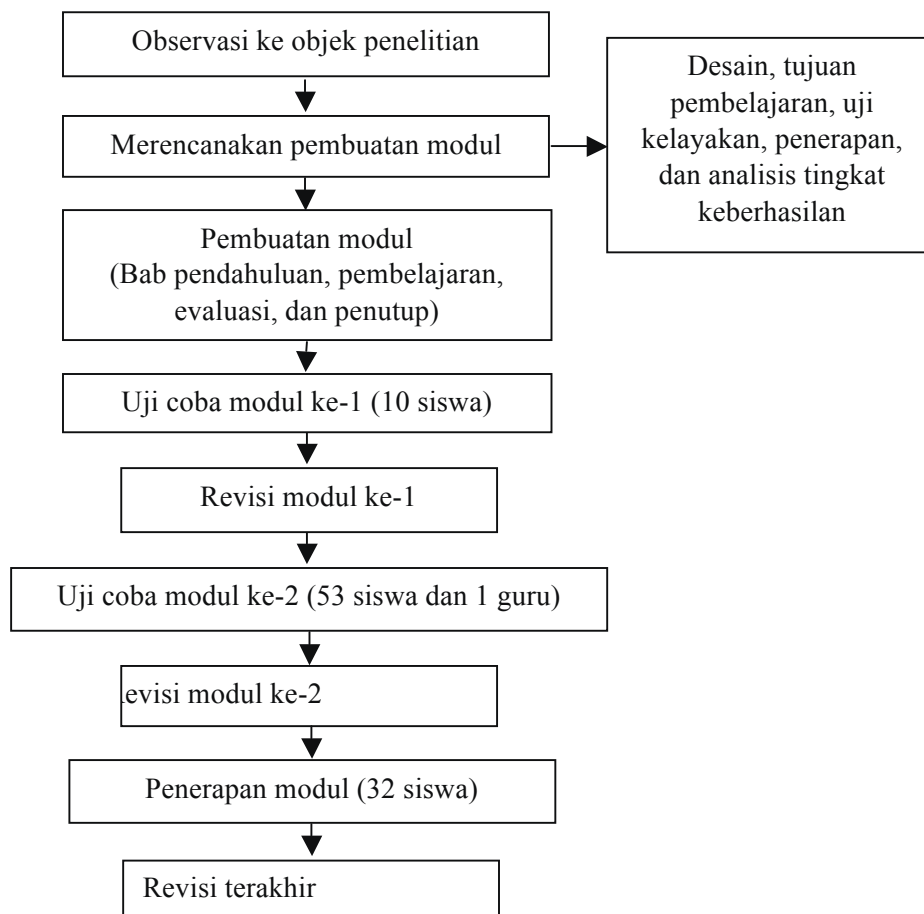 Observasi ke objek penelitian
Desain, tujuan
pembelajaran, uji
kelayakan, penerapan,
dan analisis tingkat
keberhasilan
Merencanakan pembuatan modul
Pembuatan modul
(Bab pendahuluan, pembelajaran,
evaluasi, dan penutup)
Uji coba modul ke-1 (10 siswa)
Revisi modul ke-1
Uji coba modul ke-2 (53 siswa dan 1 guru)
evisi modul ke-2
Penerapan modul (32 siswa)
Revisi terakhir